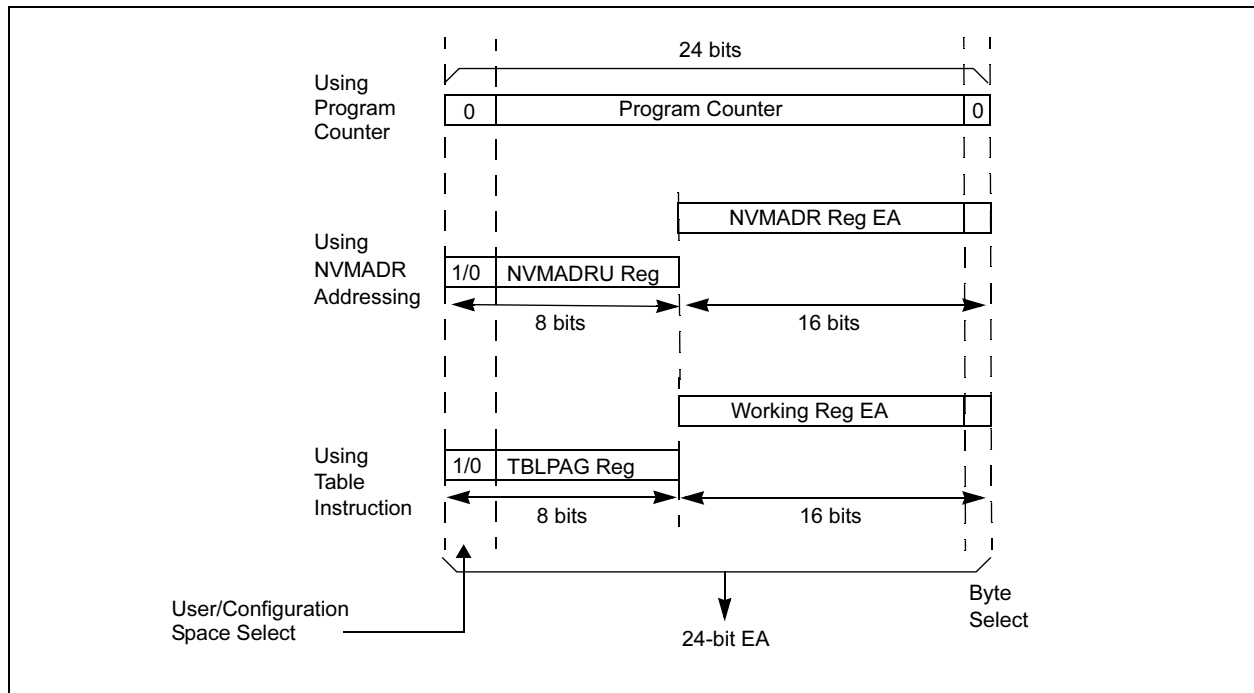 24 bits
Using
Program
Counter
0
Program Counter
0
NVMADR Reg EA
Using
NVMADR
Addressing
1/0
NVMADRU Reg
8 bits
16 bits
Working Reg EA
Using
Table
Instruction
1/0
TBLPAG Reg
8 bits
16 bits
User/Configuration
Space Select
24-bit EA
Byte
Select